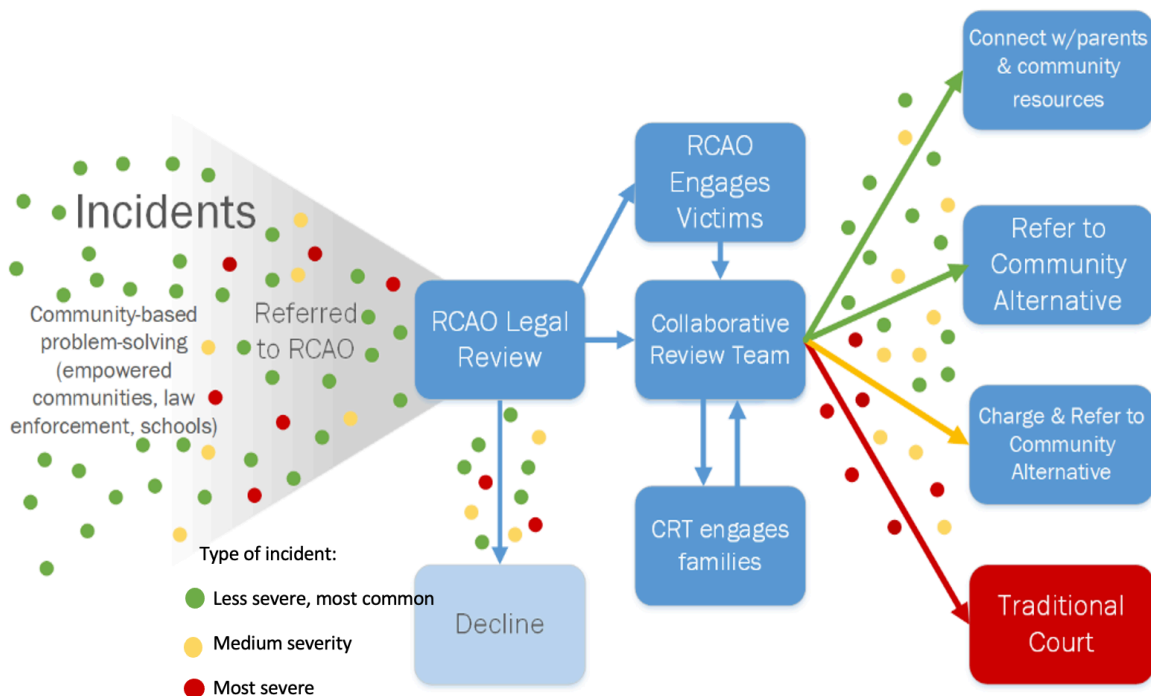 Incidents
Community-based
problem-solving
(empowered
communities, law
enforcement, schools)
Referred
to RCAO
RCAO Legal
Review
Decline
RCAO
Engages
Victims
Collaborative
Review Team
CRT engages
families
Connect w/parents
& community
resources
Refer to
Community
Alternative
Charge & Refer to
Community
Alternative
Traditional
Court
Type of incident:
Less severe, most common
Medium severity
Most severe